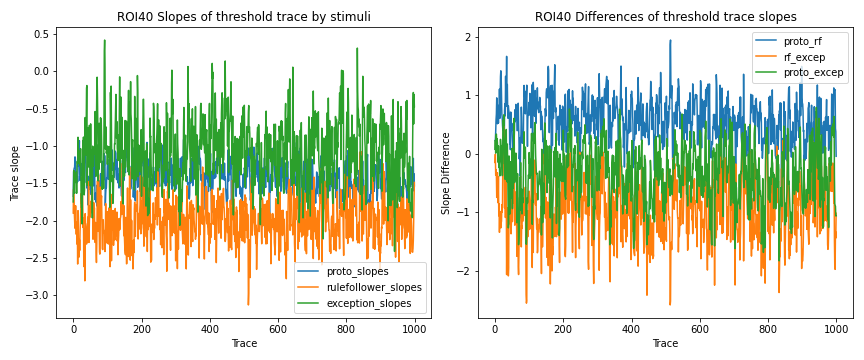 ROI40 Slopes of threshold trace by stimuli
0.5
0.0
−0.5
−1.0
−1.5
−2.0
−2.5
−3.0
Trace slope
0 200 400 600 800 1000
Trace
proto_slopes
rulefollower_slopes
exception_slopes
ROI40 Differences of threshold trace slopes
2
1
0
−1
−2
Slope Difference
0 200 400 600 800 1000
Trace
proto_rf
rf_excep
proto_excep